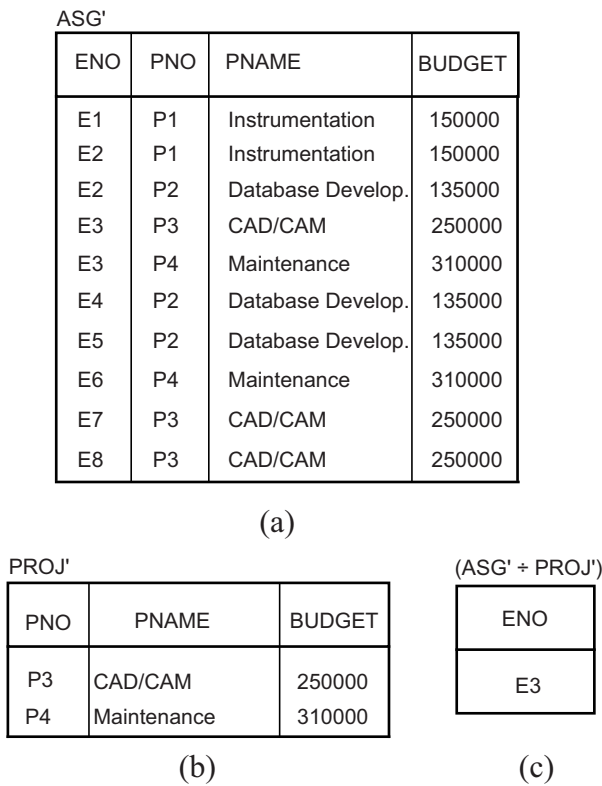 ASG'
ENO PNO PNAME BUDGET
E1 P1 Instrumentation 150000
E2 P1 Instrumentation 150000
E2 P2 Database Develop. 135000
E3 P3 CAD/CAM 250000
E3 P4 Maintenance 310000
E4 P2 Database Develop. 135000
E5 P2 Database Develop. 135000
E6 P4 Maintenance 310000
E7 P3 CAD/CAM 250000
E8 P3 CAD/CAM 250000
(a)
PROJ'
PNO PNAME BUDGET
P3 CAD/CAM 250000
P4 Maintenance 310000
(b)
(ASG' ÷ PROJ')
ENO
E3
(c)